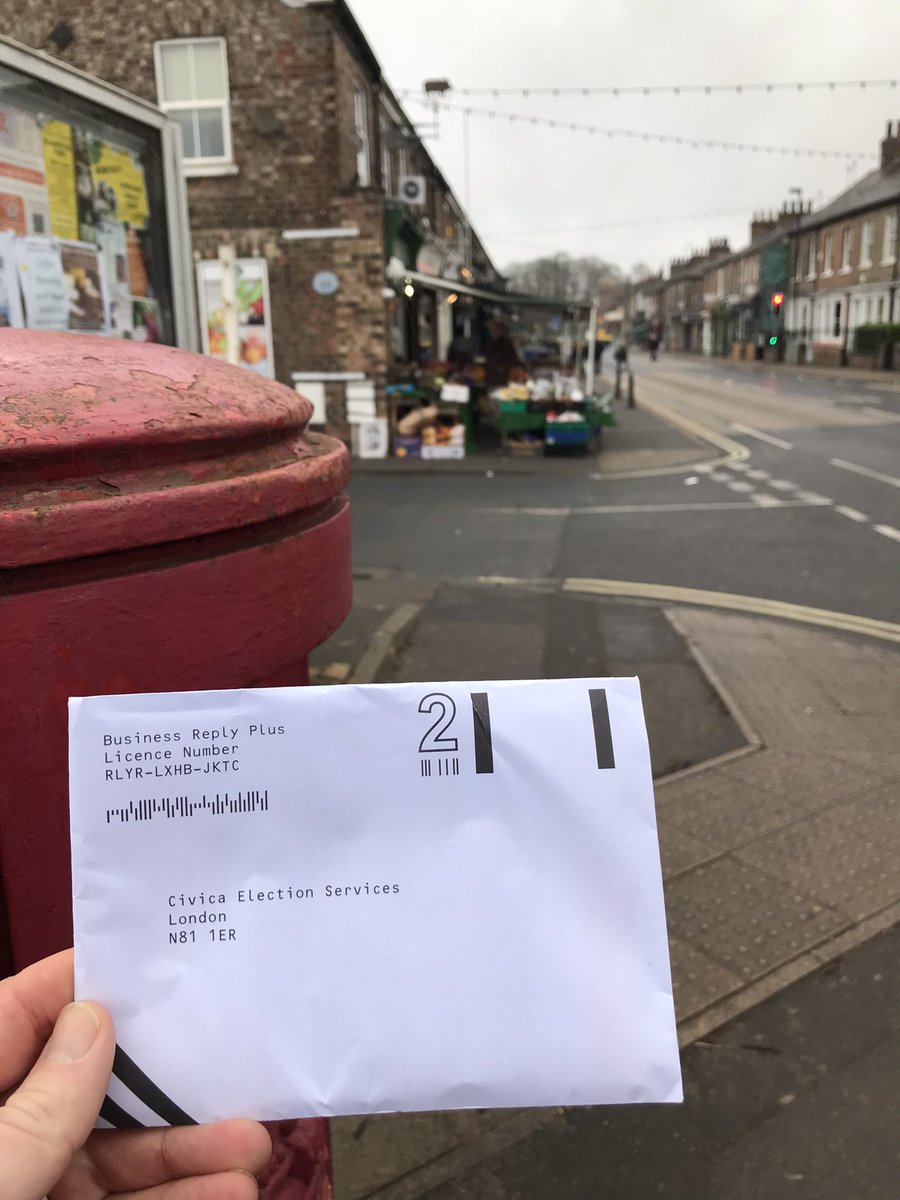 Business Reply Plus
Licence Number
RLYR-LXHB-JKTC
2
Civica Election Services
London
N81 1ER